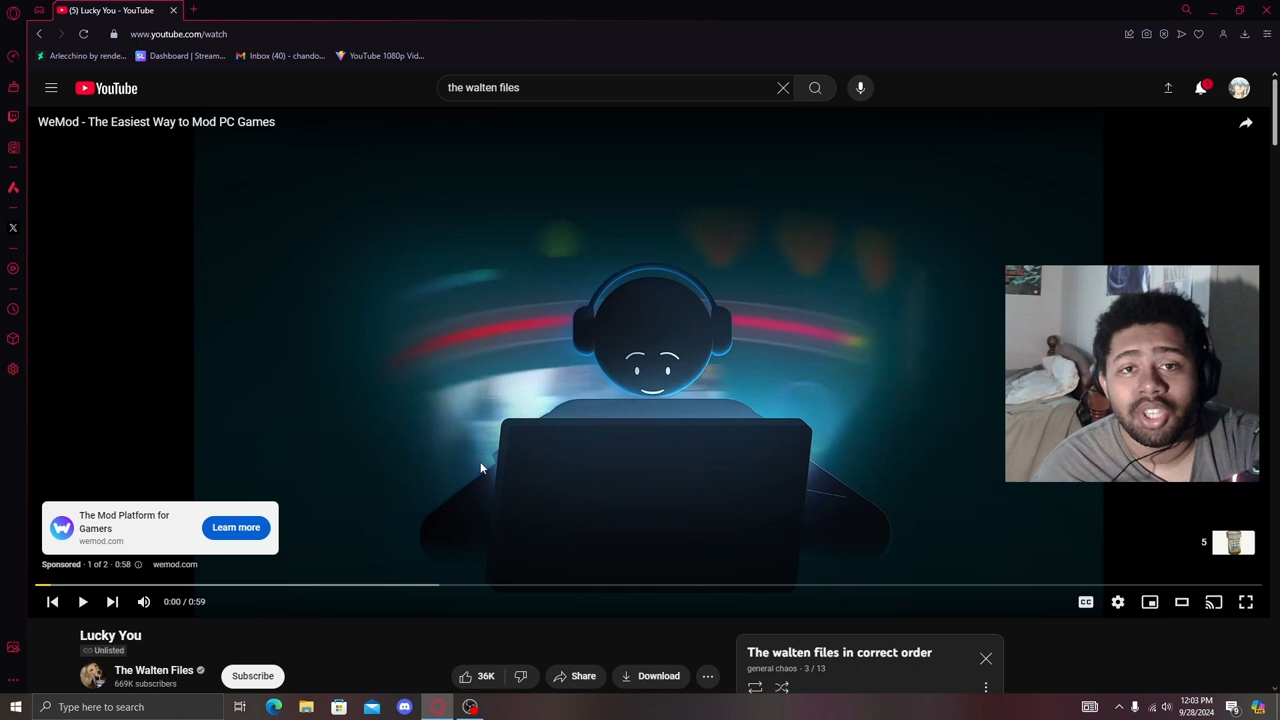 (5) Lucky You - YouTube
www.youtube.com/watch
Arlecchino by rende...
SL
Dashboard | Stream...
Inbox (40) - chando...
YouTube 1080p Vid...
YouTube
the walten files
WeMod - The Easiest Way to Mod PC Games
The Mod Platform for
Gamers
wemod.com
Learn more
5
Sponsored · 1 of 2 · 0:58
wemod.com
0:00 / 0:59
CC
Lucky You
Unlisted
The Walten Files
669K subscribers
Subscribe
36K
Share
Download
The walten files in correct order
general chaos - 3 / 13
Type here to search
12:03 PM
9/28/2024
9